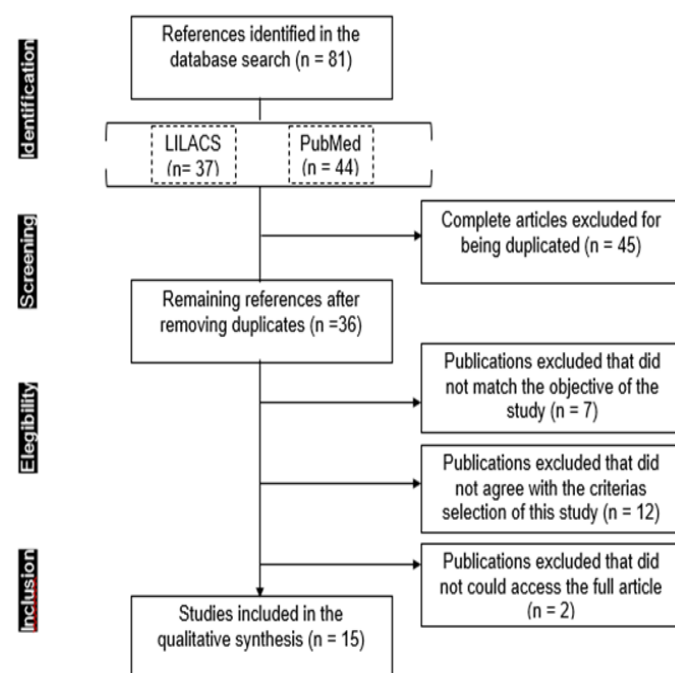 Identification
References identified in the
database search (n = 81)
LILACS
(n= 37)
PubMed
(n = 44)
Screening
Complete articles excluded for
being duplicated (n = 45)
Remaining references after
removing duplicates (n =36)
Elegibility
Publications excluded that did
not match the objective of the
study (n = 7)
Publications excluded that did
not agree with the criterias
selection of this study (n = 12)
Inclusion
Publications excluded that did
not could access the full article
(n = 2)
Studies included in the
qualitative synthesis (n = 15)